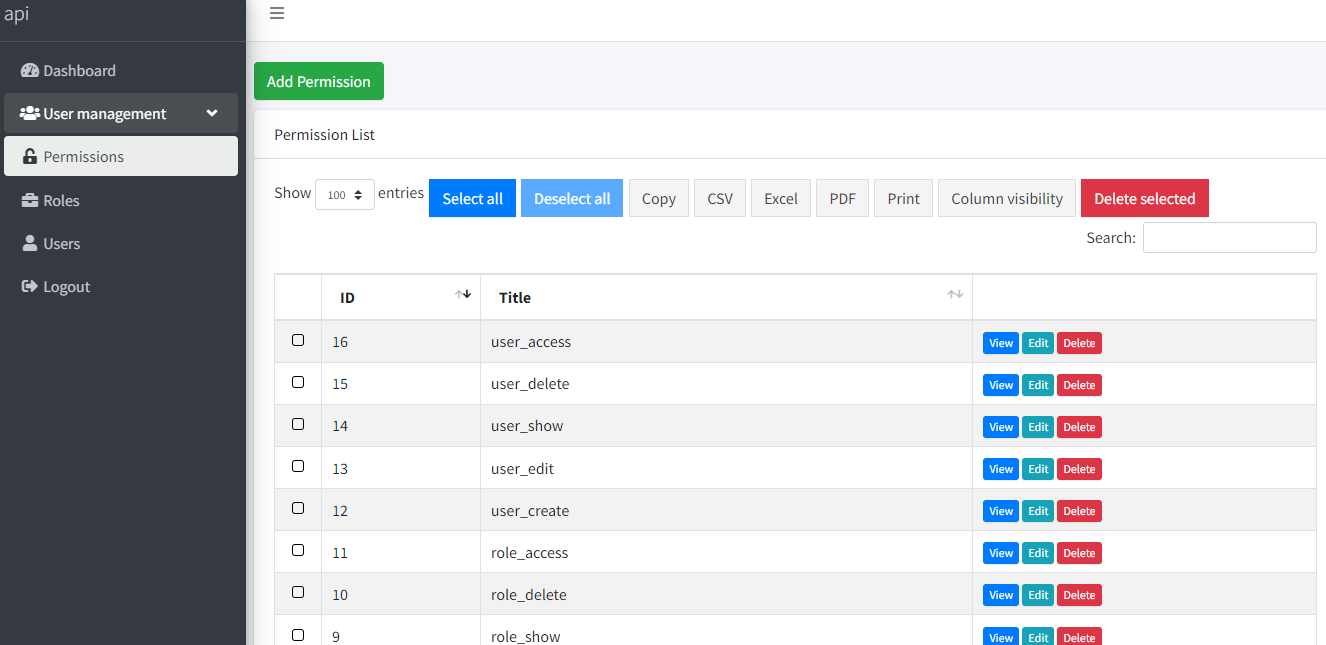 api
Dashboard
User management
Permissions
Roles
Users
Logout
Add Permission
Permission List
Show 100 entries Select all Deselect all Copy CSV Excel PDF Print Column visibility Delete selected
Search:
ID Title
16 user_access View Edit Delete
15 user_delete View Edit Delete
14 user_show View Edit Delete
13 user_edit View Edit Delete
12 user_create View Edit Delete
11 role_access View Edit Delete
10 role_delete View Edit Delete
9 role_show View Edit Delete